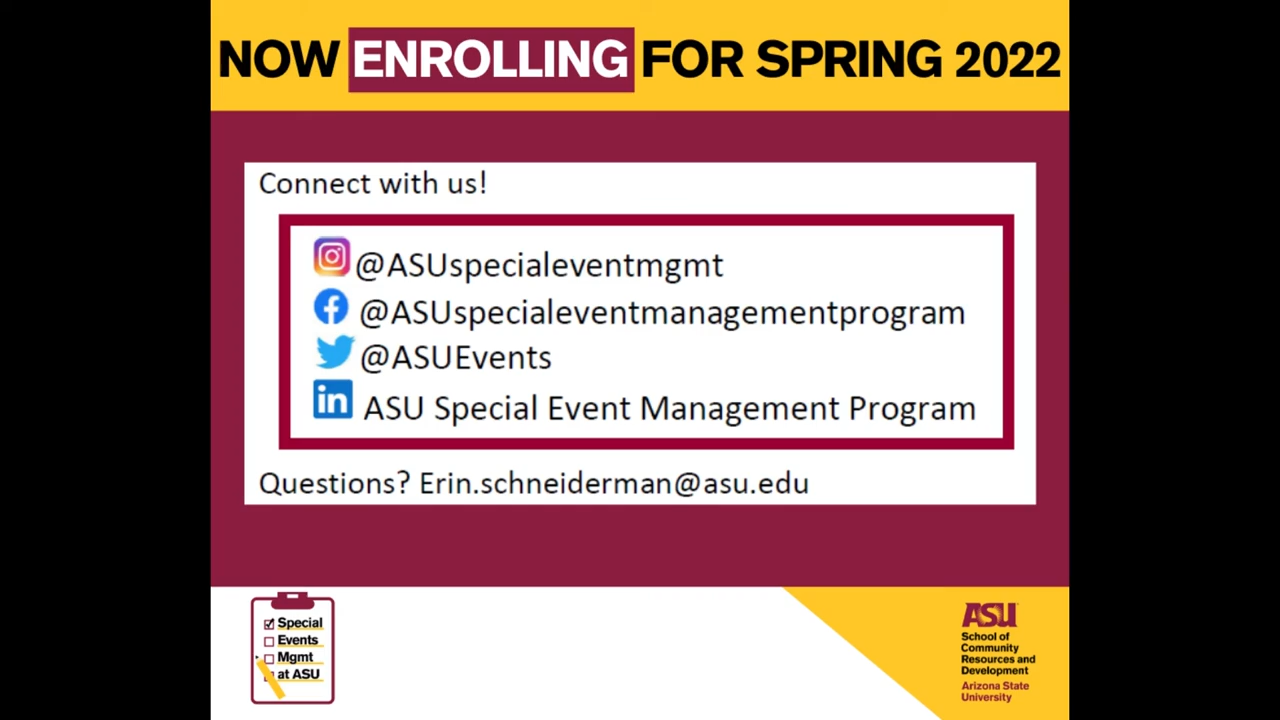 NOW ENROLLING FOR SPRING 2022
Connect with us!
@ASUspecialeventmgmt
@ASUspecialeventmanagementprogram
@ASUEvents
in ASU Special Event Management Program
Questions? Erin.schneiderman@asu.edu
Special
Events
Mgmt
at ASU
ASU
School of
Community
Resources and
Development
Arizona State
University